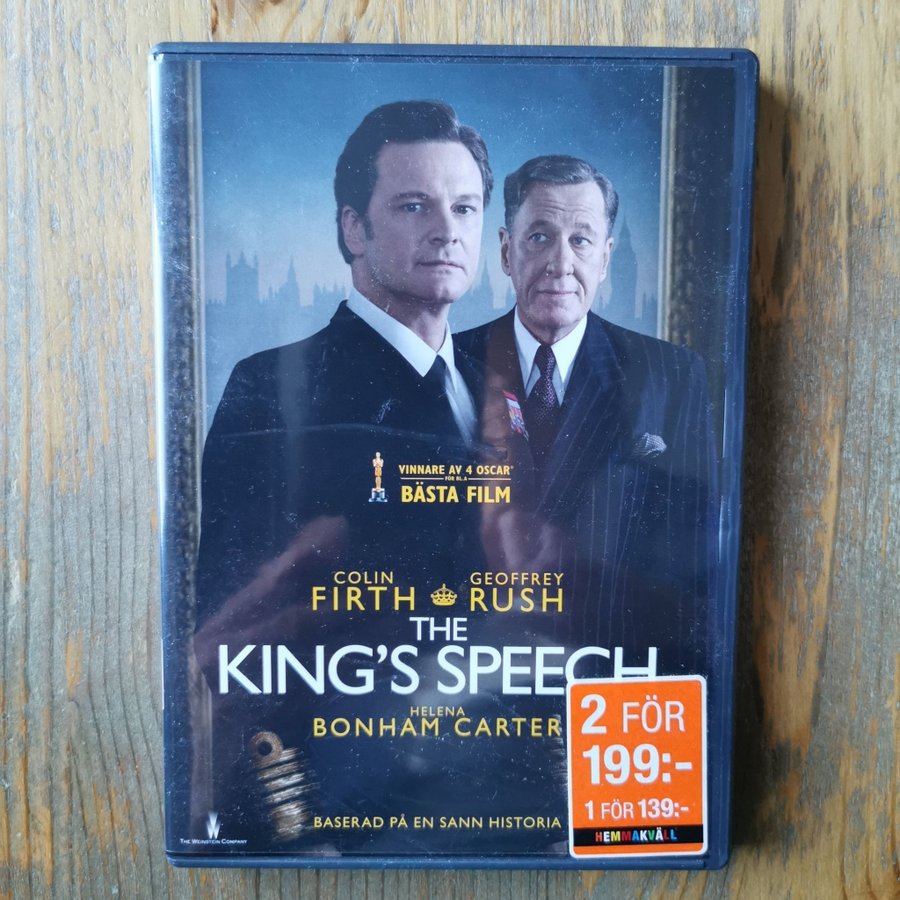 VINNARE AV 4 OSCAR®
FÖR BL.A
BÄSTA FILM
COLIN GEOFFREY
FIRTH RUSH
THE
KING'S SPEECH
HELENA
BONHAM CARTER
BASERAD PÅ EN SANN HISTORIA
THE WEINSTEIN COMPANY
2 FÖR
199:-
1 FÖR 139:-
HEMMAKVÄLL